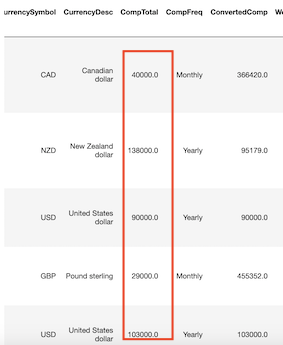 urrencySymbol CurrencyDesc CompTotal CompFreq ConvertedComp We
CAD Canadian dollar 40000.0 Monthly 366420.0
NZD New Zealand dollar 138000.0 Yearly 95179.0
USD United States dollar 90000.0 Yearly 90000.0
GBP Pound sterling 29000.0 Monthly 455352.0
USD United States dollar 103000.0 Yearly 103000.0